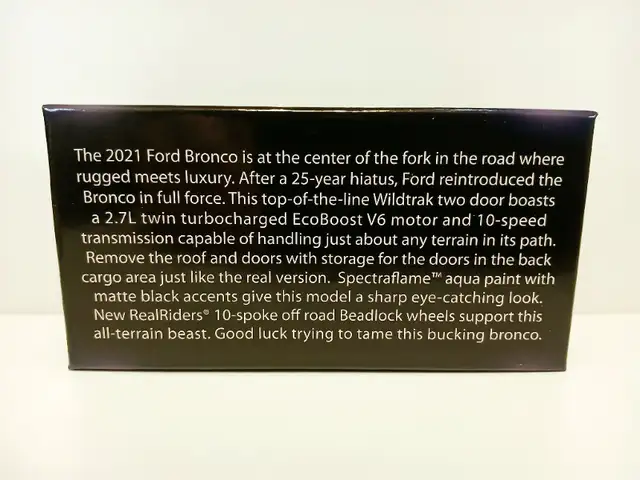 The 2021 Ford Bronco is at the center of the fork in the road where
rugged meets luxury. After a 25-year hiatus, Ford reintroduced the
Bronco in full force. This top-of-the-line Wildtrak two door boasts
a 2.7L twin turbocharged EcoBoost V6 motor and 10-speed
transmission capable of handling just about any terrain in its path.
Remove the roof and doors with storage for the doors in the back
cargo area just like the real version. Spectraflame™ aqua paint with
matte black accents give this model a sharp eye-catching look.
New RealRiders® 10-spoke off road Beadlock wheels support this
all-terrain beast. Good luck trying to tame this bucking bronco.